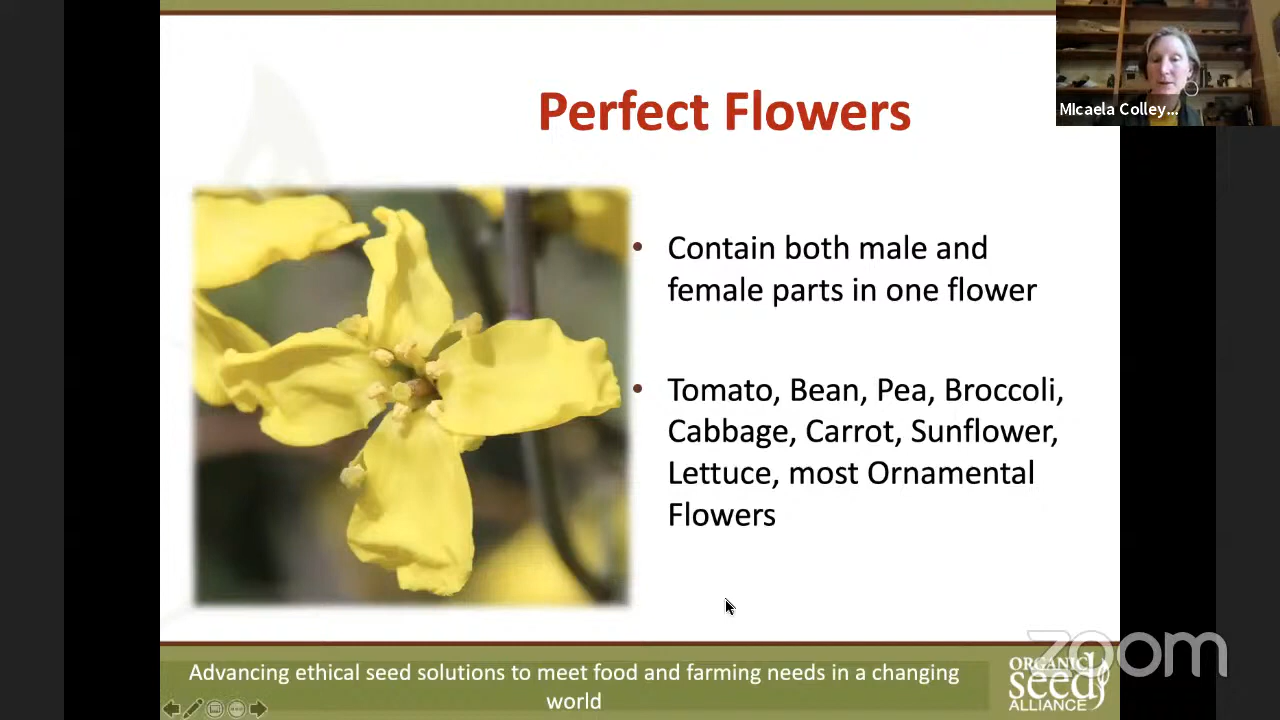 Perfect Flowers
MIcaela Colley...
• Contain both male and
female parts in one flower
• Tomato, Bean, Pea, Broccoli,
Cabbage, Carrot, Sunflower,
Lettuce, most Ornamental
Flowers
Advancing ethical seed solutions to meet food and farming needs in a changing
world
ORGANIC
seed
ALLIANCE
zoom